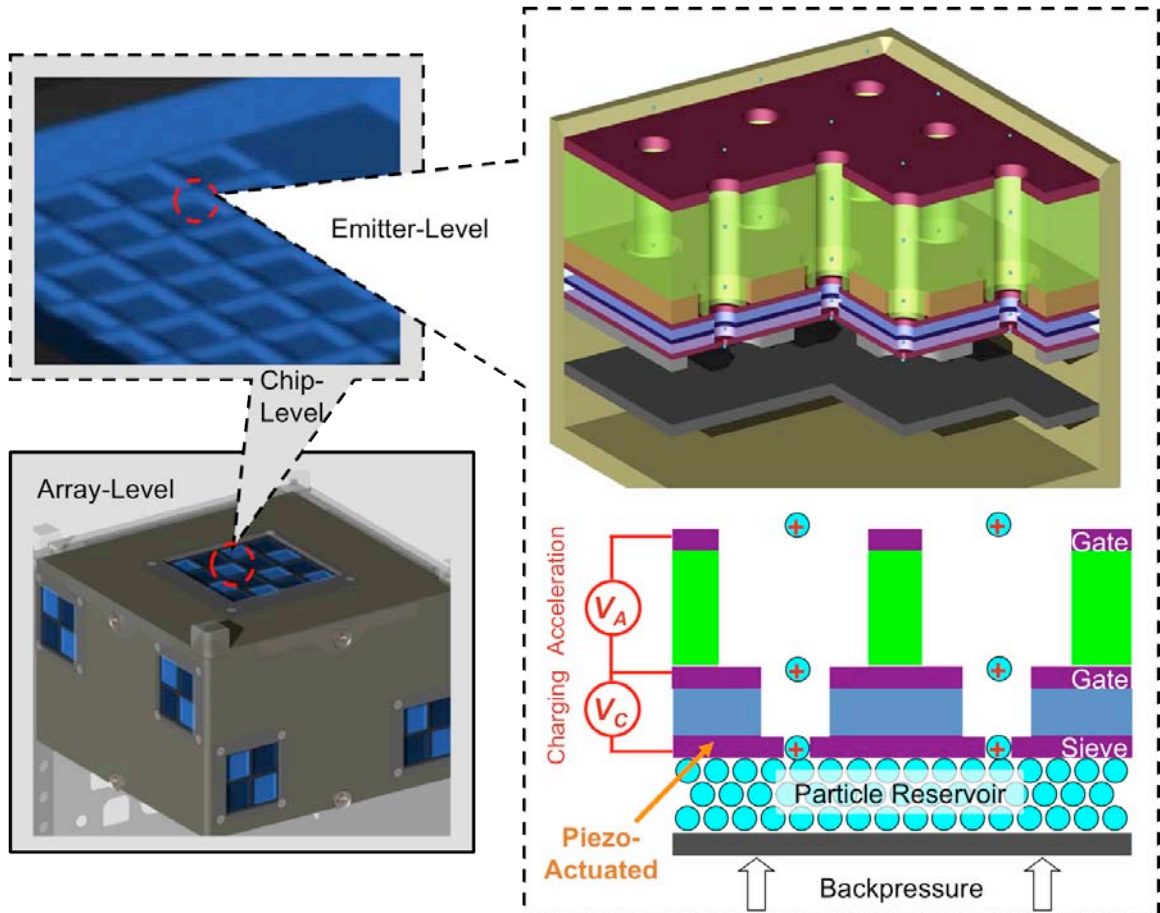 Emitter-Level
Chip-
Level
Array-Level
Acceleration
Charging
V_A
V_C
Gate
Gate
Sieve
Particle Reservoir
Piezo-
Actuated
Backpressure
+
+
+
+
+
+